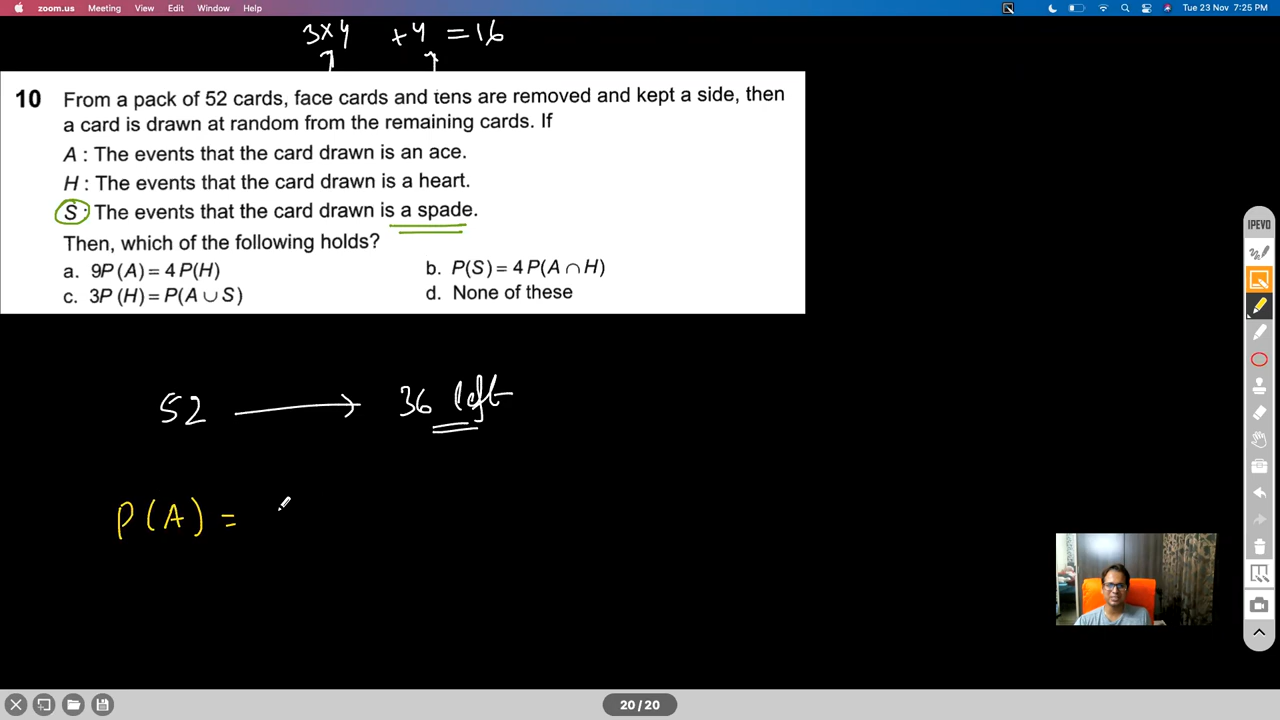 zoom.us Meeting View Edit Window Help Tue 23 Nov 7:25 PM
3x4 +4 = 16
10 From a pack of 52 cards, face cards and tens are removed and kept a side, then
a card is drawn at random from the remaining cards. If
A : The events that the card drawn is an ace.
H : The events that the card drawn is a heart.
S : The events that the card drawn is a spade.
Then, which of the following holds?
a. 9P (A) = 4 P(H) b. P(S) = 4 P(A ∩ H)
c. 3P (H) = P(A ∪ S) d. None of these
IPEVO
52 → 36 left
P(A) =
20 / 20